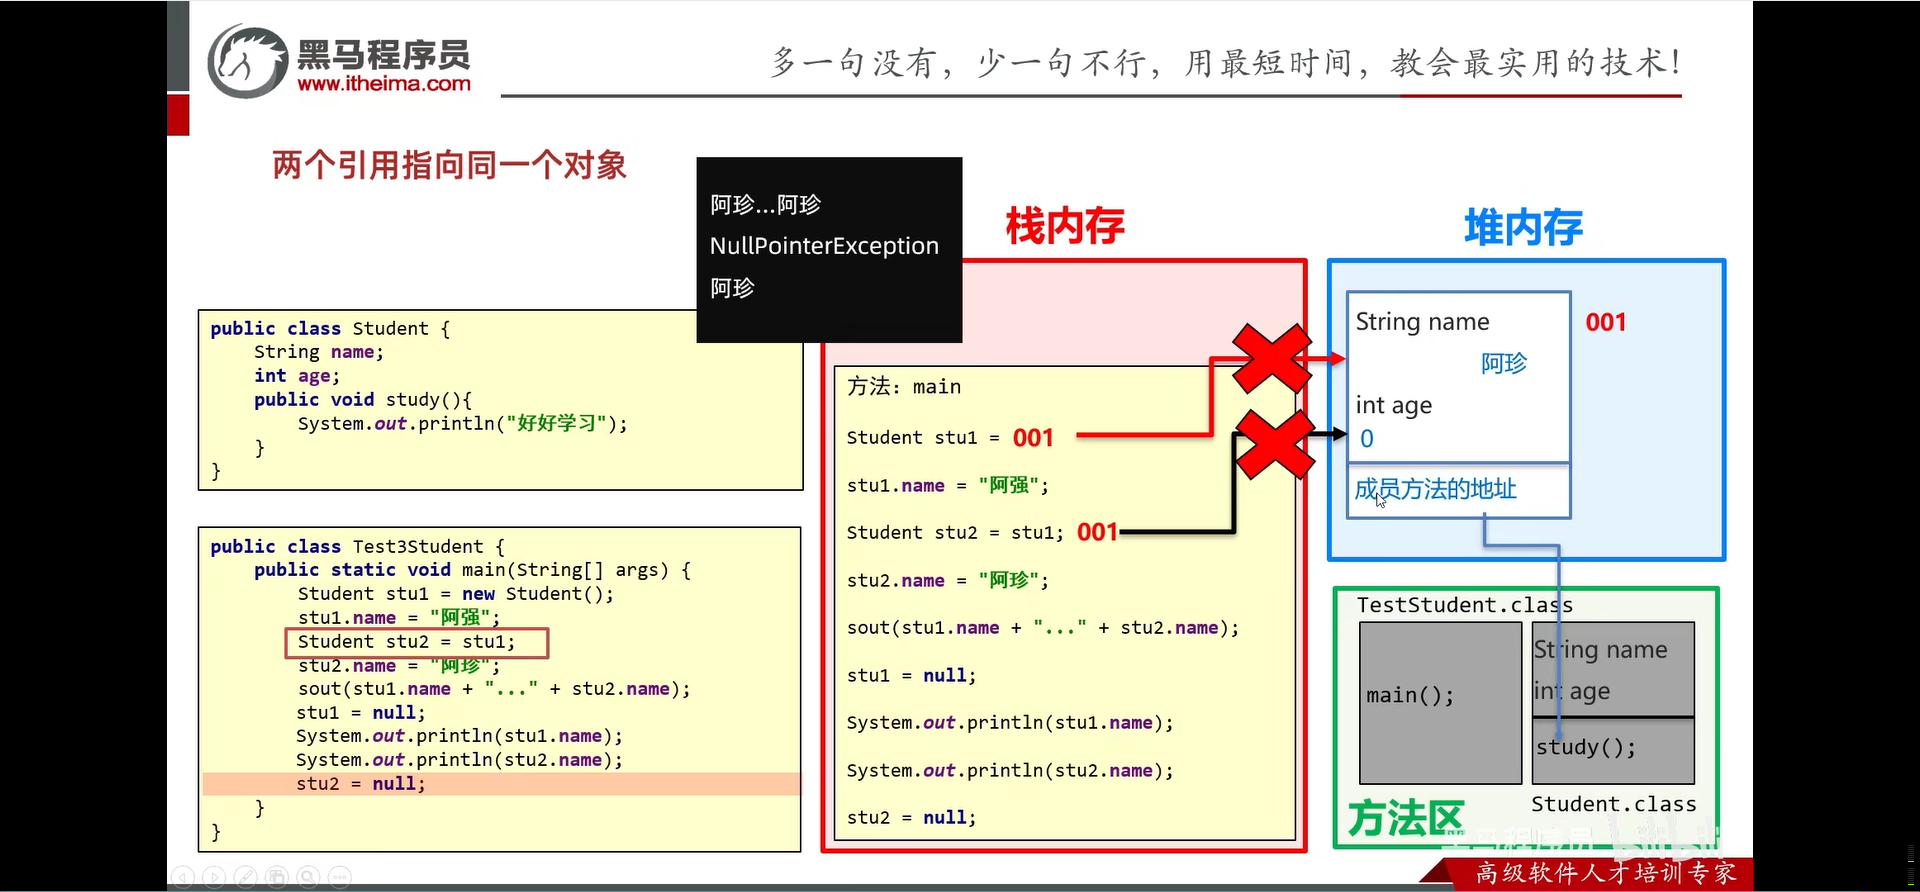 黑马程序员
www.itheima.com
多一句没有，少一句不行，用最短时间，教会最实用的技术！
两个引用指向同一个对象
阿珍...阿珍
NullPointerException
阿珍
public class Student {
String name;
int age;
public void study(){
System.out.println("好好学习");
}
}
public class Test3Student {
public static void main(String[] args) {
Student stu1 = new Student();
stu1.name = "阿强";
Student stu2 = stu1;
stu2.name = "阿珍";
sout(stu1.name + "..." + stu2.name);
stu1 = null;
System.out.println(stu1.name);
System.out.println(stu2.name);
stu2 = null;
}
}
栈内存
方法：main
Student stu1 = 001
stu1.name = "阿强";
Student stu2 = stu1; 001
stu2.name = "阿珍";
sout(stu1.name + "..." + stu2.name);
stu1 = null;
System.out.println(stu1.name);
System.out.println(stu2.name);
stu2 = null;
堆内存
String name
001
阿珍
int age
0
成员方法的地址
TestStudent.class
main();
String name
int age
study();
Student.class
方法区
黑马程序员
bilibili
高级软件人才培训专家